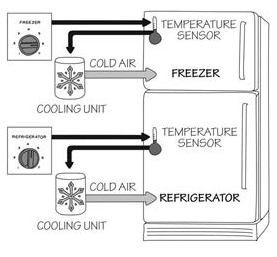 FREEZER
TEMPERATURE
SENSOR
COLD AIR
FREEZER
COOLING UNIT
REFRIGERATOR
TEMPERATURE
SENSOR
COLD AIR
REFRIGERATOR
COOLING UNIT